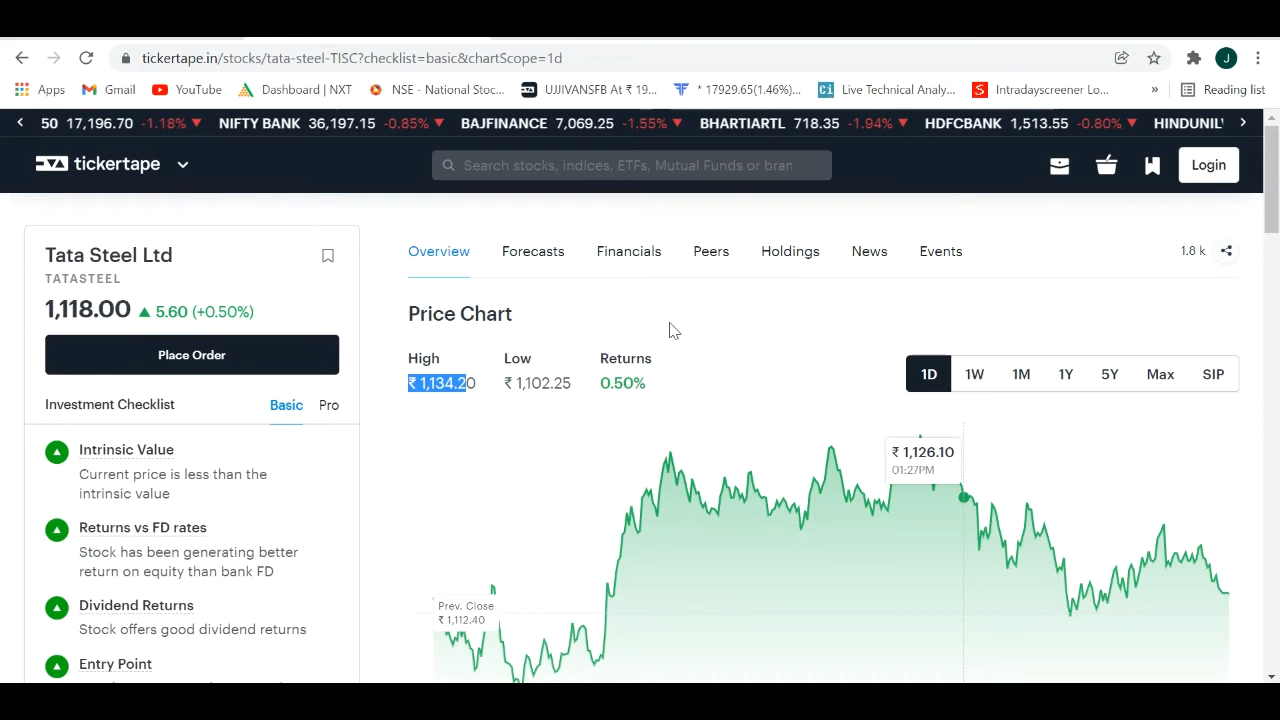 tickertape.in/stocks/tata-steel-TISC?checklist=basic&chartScope=1d
J
Apps Gmail YouTube Dashboard | NXT NSE - National Stoc... UJJIVANSFB At ₹ 19... * 17929.65(1.46%)... Ci Live Technical Analy... S Intradayscreener Lo... » Reading list
50 17,196.70 -1.18% NIFTY BANK 36,197.15 -0.85% BAJFINANCE 7,069.25 -1.55% BHARTIARTL 718.35 -1.94% HDFCBANK 1,513.55 -0.80% HINDUNIL
tickertape Search stocks, indices, ETFs, Mutual Funds or bran Login
Tata Steel Ltd
TATASTEEL
1,118.00 5.60 (+0.50%)
Place Order
Investment Checklist Basic Pro
Intrinsic Value
Current price is less than the
intrinsic value
Returns vs FD rates
Stock has been generating better
return on equity than bank FD
Dividend Returns
Stock offers good dividend returns
Entry Point
Overview Forecasts Financials Peers Holdings News Events 1.8 k
Price Chart
High Low Returns
₹ 1,134.20 ₹ 1,102.25 0.50%
1D 1W 1M 1Y 5Y Max SIP
₹ 1,126.10
01:27PM
Prev. Close
₹ 1,112.40